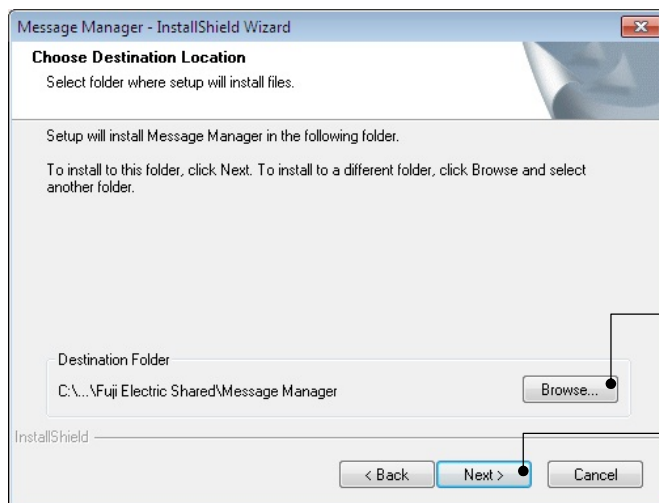 Message Manager - InstallShield Wizard
Choose Destination Location
Select folder where setup will install files.
Setup will install Message Manager in the following folder.
To install to this folder, click Next. To install to a different folder, click Browse and select
another folder.
Destination Folder
C:\...\Fuji Electric Shared\Message Manager
Browse...
InstallShield
< Back
Next >
Cancel